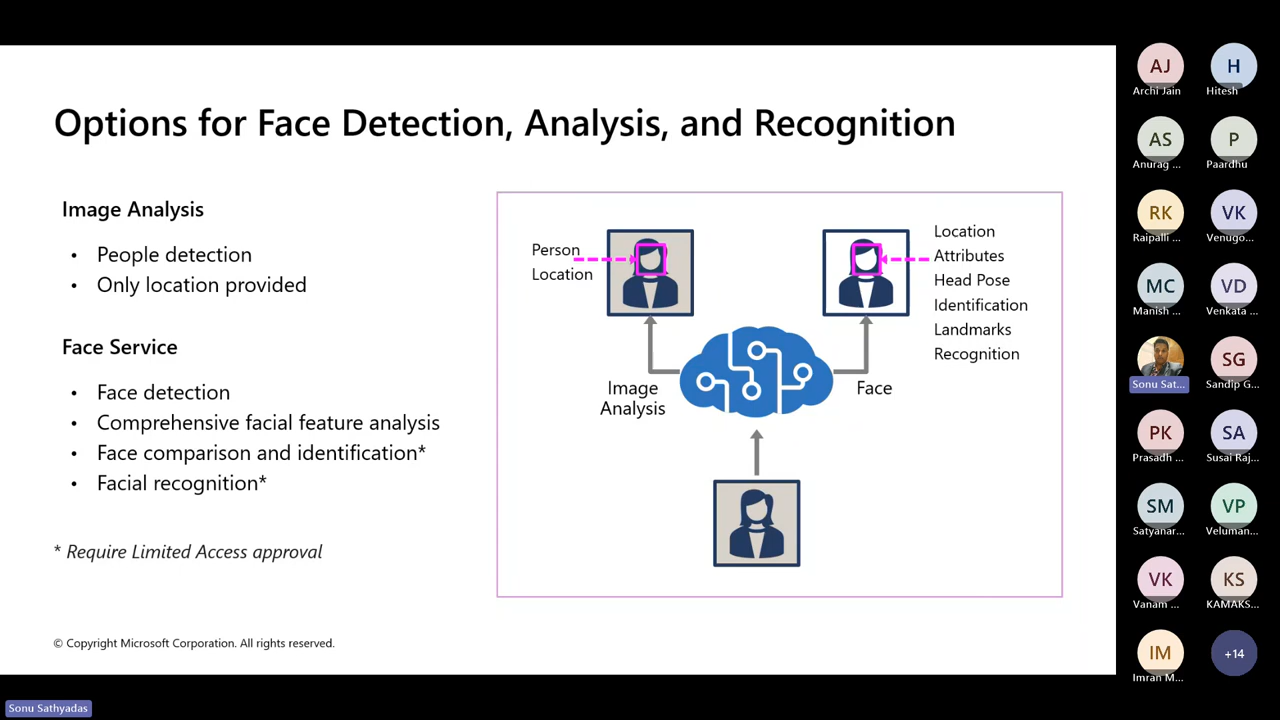 Options for Face Detection, Analysis, and Recognition
Image Analysis
• People detection
• Only location provided
Face Service
• Face detection
• Comprehensive facial feature analysis
• Face comparison and identification*
• Facial recognition*
* Require Limited Access approval
Person
Location
Location
Attributes
Head Pose
Identification
Landmarks
Recognition
Image
Analysis
Face
© Copyright Microsoft Corporation. All rights reserved.
AJ
Archi Jain
H
Hitesh
AS
Anurag ...
P
Paardhu
RK
Raipalli ...
VK
Venugo...
MC
Manish ...
VD
Venkata ...
Sonu Sat...
SG
Sandip G...
PK
Prasadh ...
SA
Susai Raj...
SM
Satyanar...
VP
Veluman...
VK
Vanam ...
KS
KAMAKS...
IM
Imran M...
+14
Sonu Sathyadas